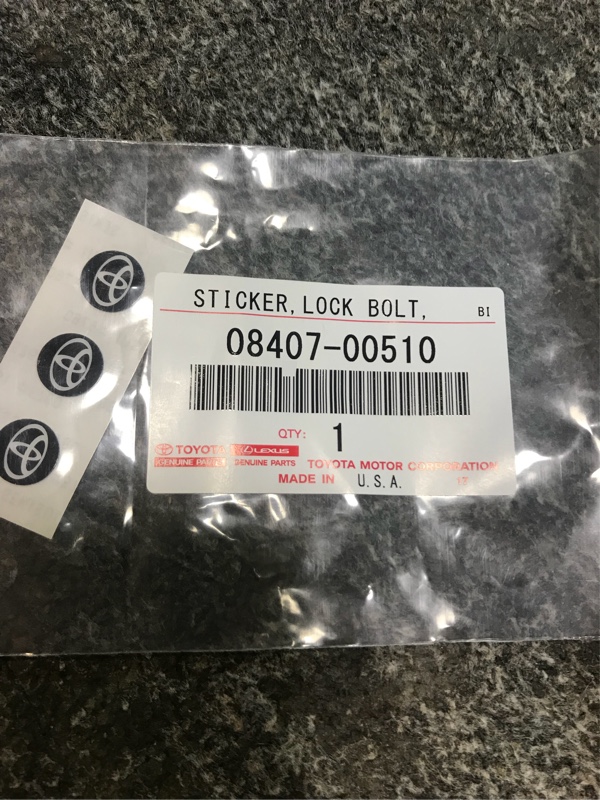 STICKER, LOCK BOLT, BI
08407-00510
QTY: 1
TOYOTA LEXUS
GENUINE PARTS GENUINE PARTS TOYOTA MOTOR CORPORATION
MADE IN U.S.A.